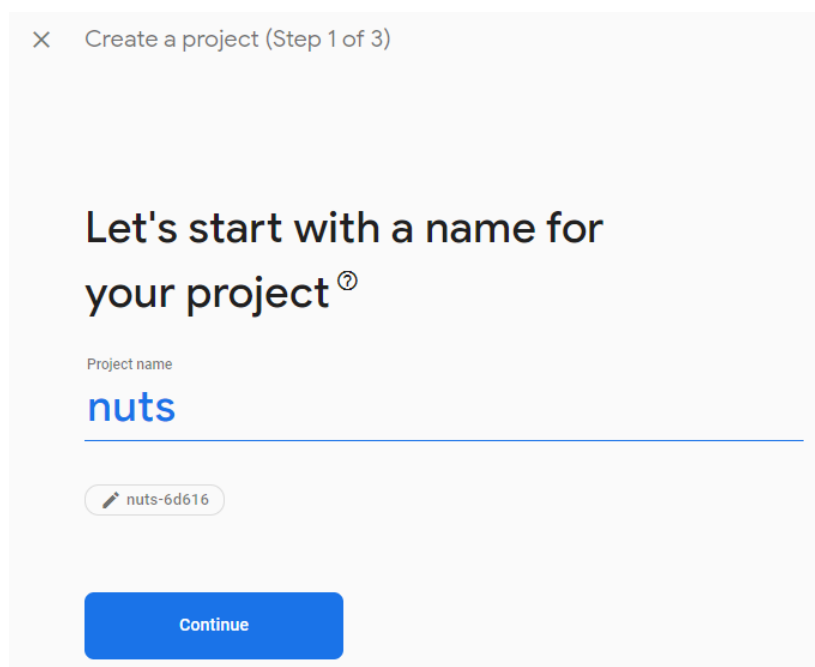 Create a project (Step 1 of 3)
Let's start with a name for
your project
Project name
nuts
nuts-6d616
Continue